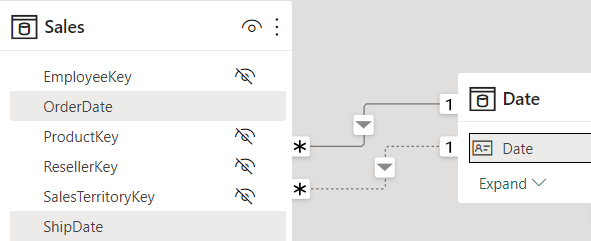 Sales
EmployeeKey
OrderDate
ProductKey
ResellerKey
SalesTerritoryKey
ShipDate
*
*
1
1
Date
Date
Expand